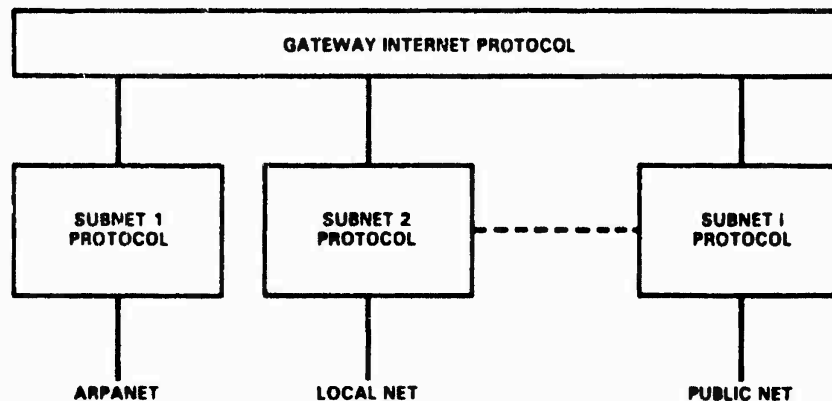 GATEWAY INTERNET PROTOCOL
SUBNET 1
PROTOCOL
SUBNET 2
PROTOCOL
SUBNET I
PROTOCOL
ARPANET
LOCAL NET
PUBLIC NET